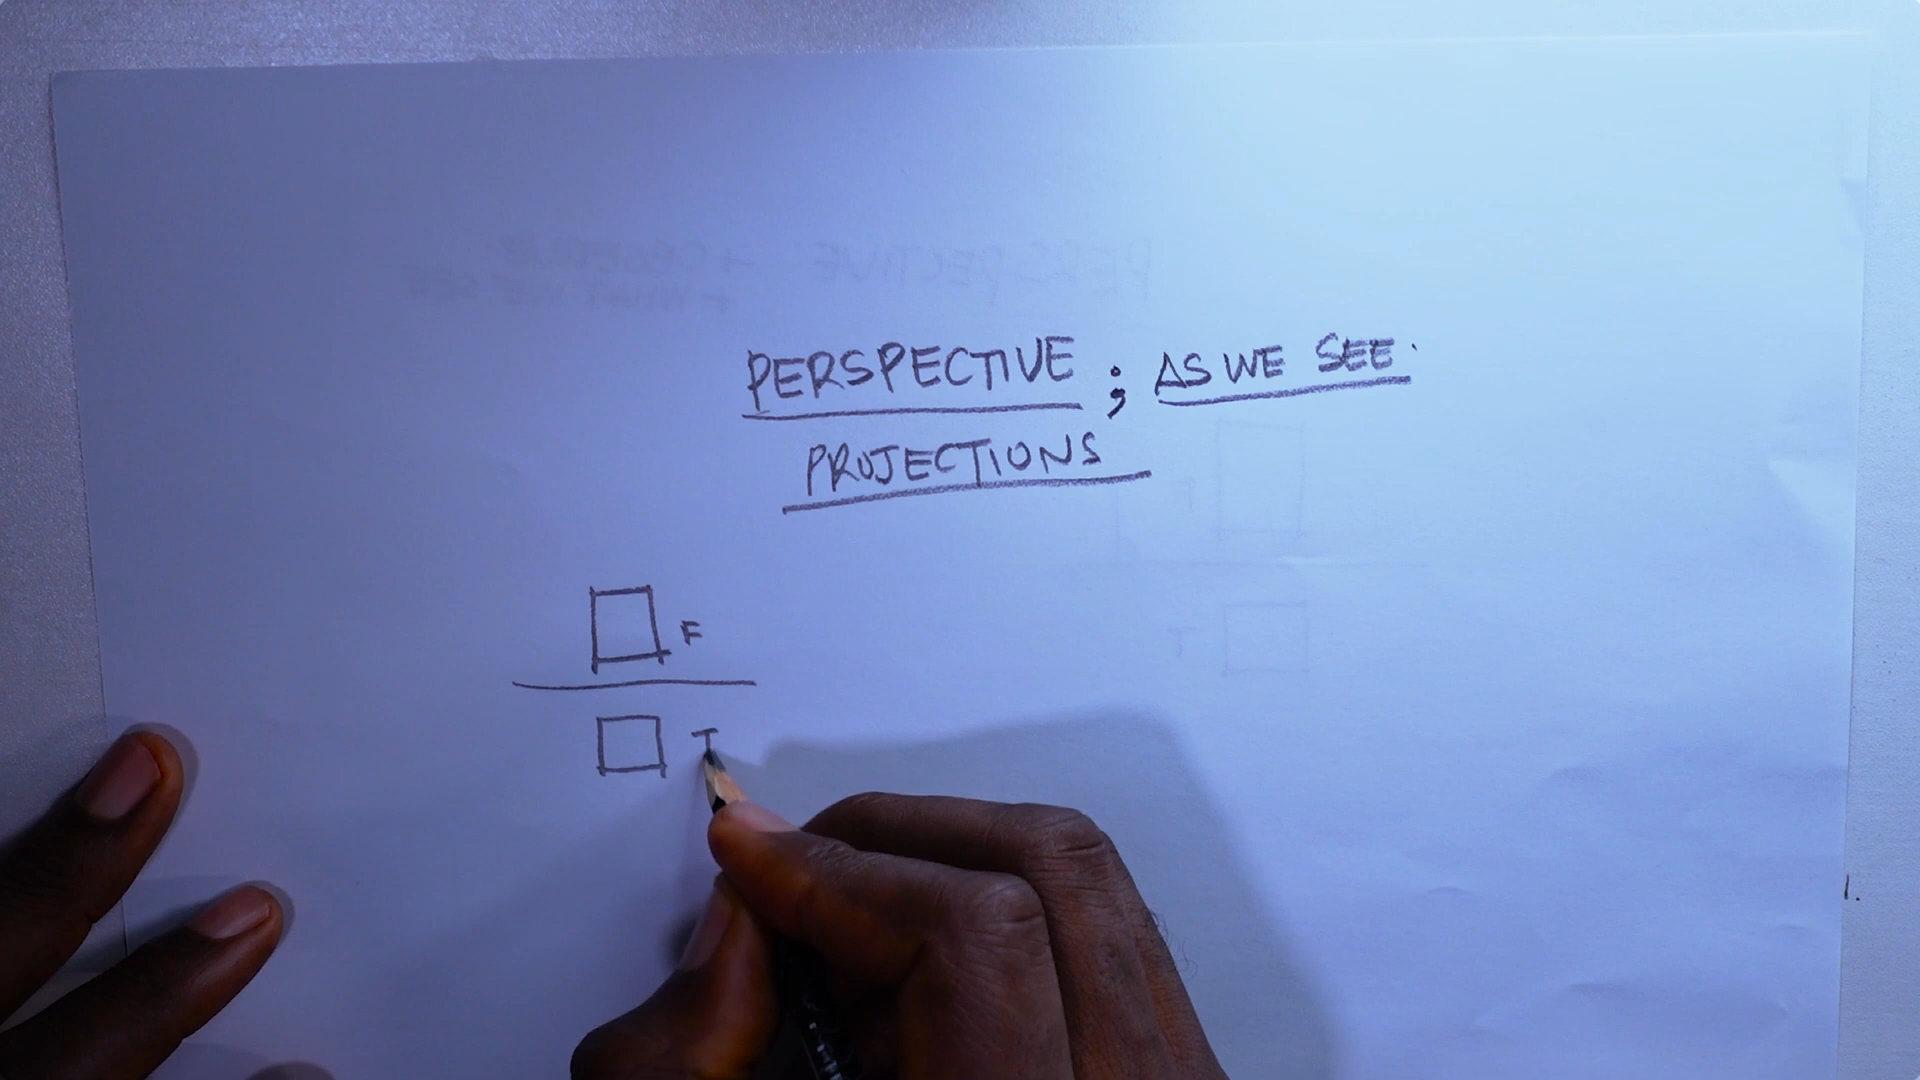 PERSPECTIVE ; AS WE SEE.
PROJECTIONS
F
T